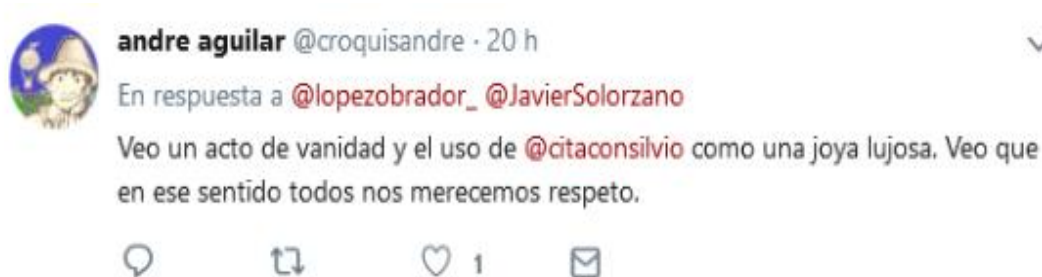 andre aguilar @croquisandre · 20 h
En respuesta a @lopezobrador_ @JavierSolorzano
Veo un acto de vanidad y el uso de @citaconsilvio como una joya lujosa. Veo que
en ese sentido todos nos merecemos respeto.
1